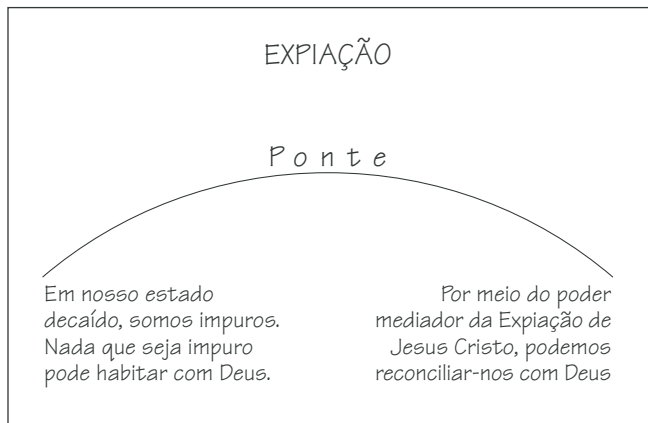 EXPIAÇÃO
Ponte
Em nosso estado
decaído, somos impuros.
Nada que seja impuro
pode habitar com Deus.
Por meio do poder
mediador da Expiação de
Jesus Cristo, podemos
reconciliar-nos com Deus